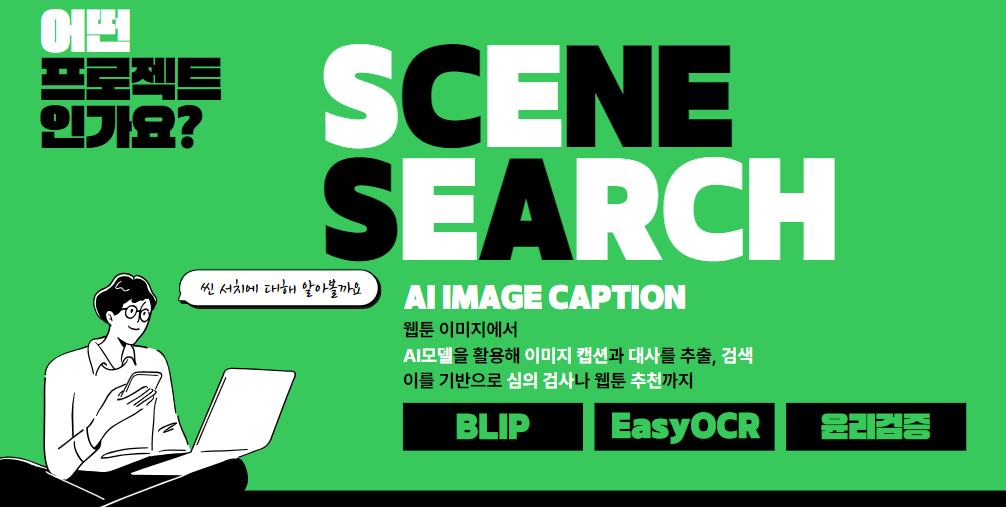 어떤
프로젝트
인가요?
SCENE
SEARCH
씬 서치에 대해 알아볼까요
AI IMAGE CAPTION
웹툰 이미지에서
AI모델을 활용해 이미지 캡션과 대사를 추출, 검색
이를 기반으로 심의 검사나 웹툰 추천까지
BLIP
EasyOCR
윤리검증